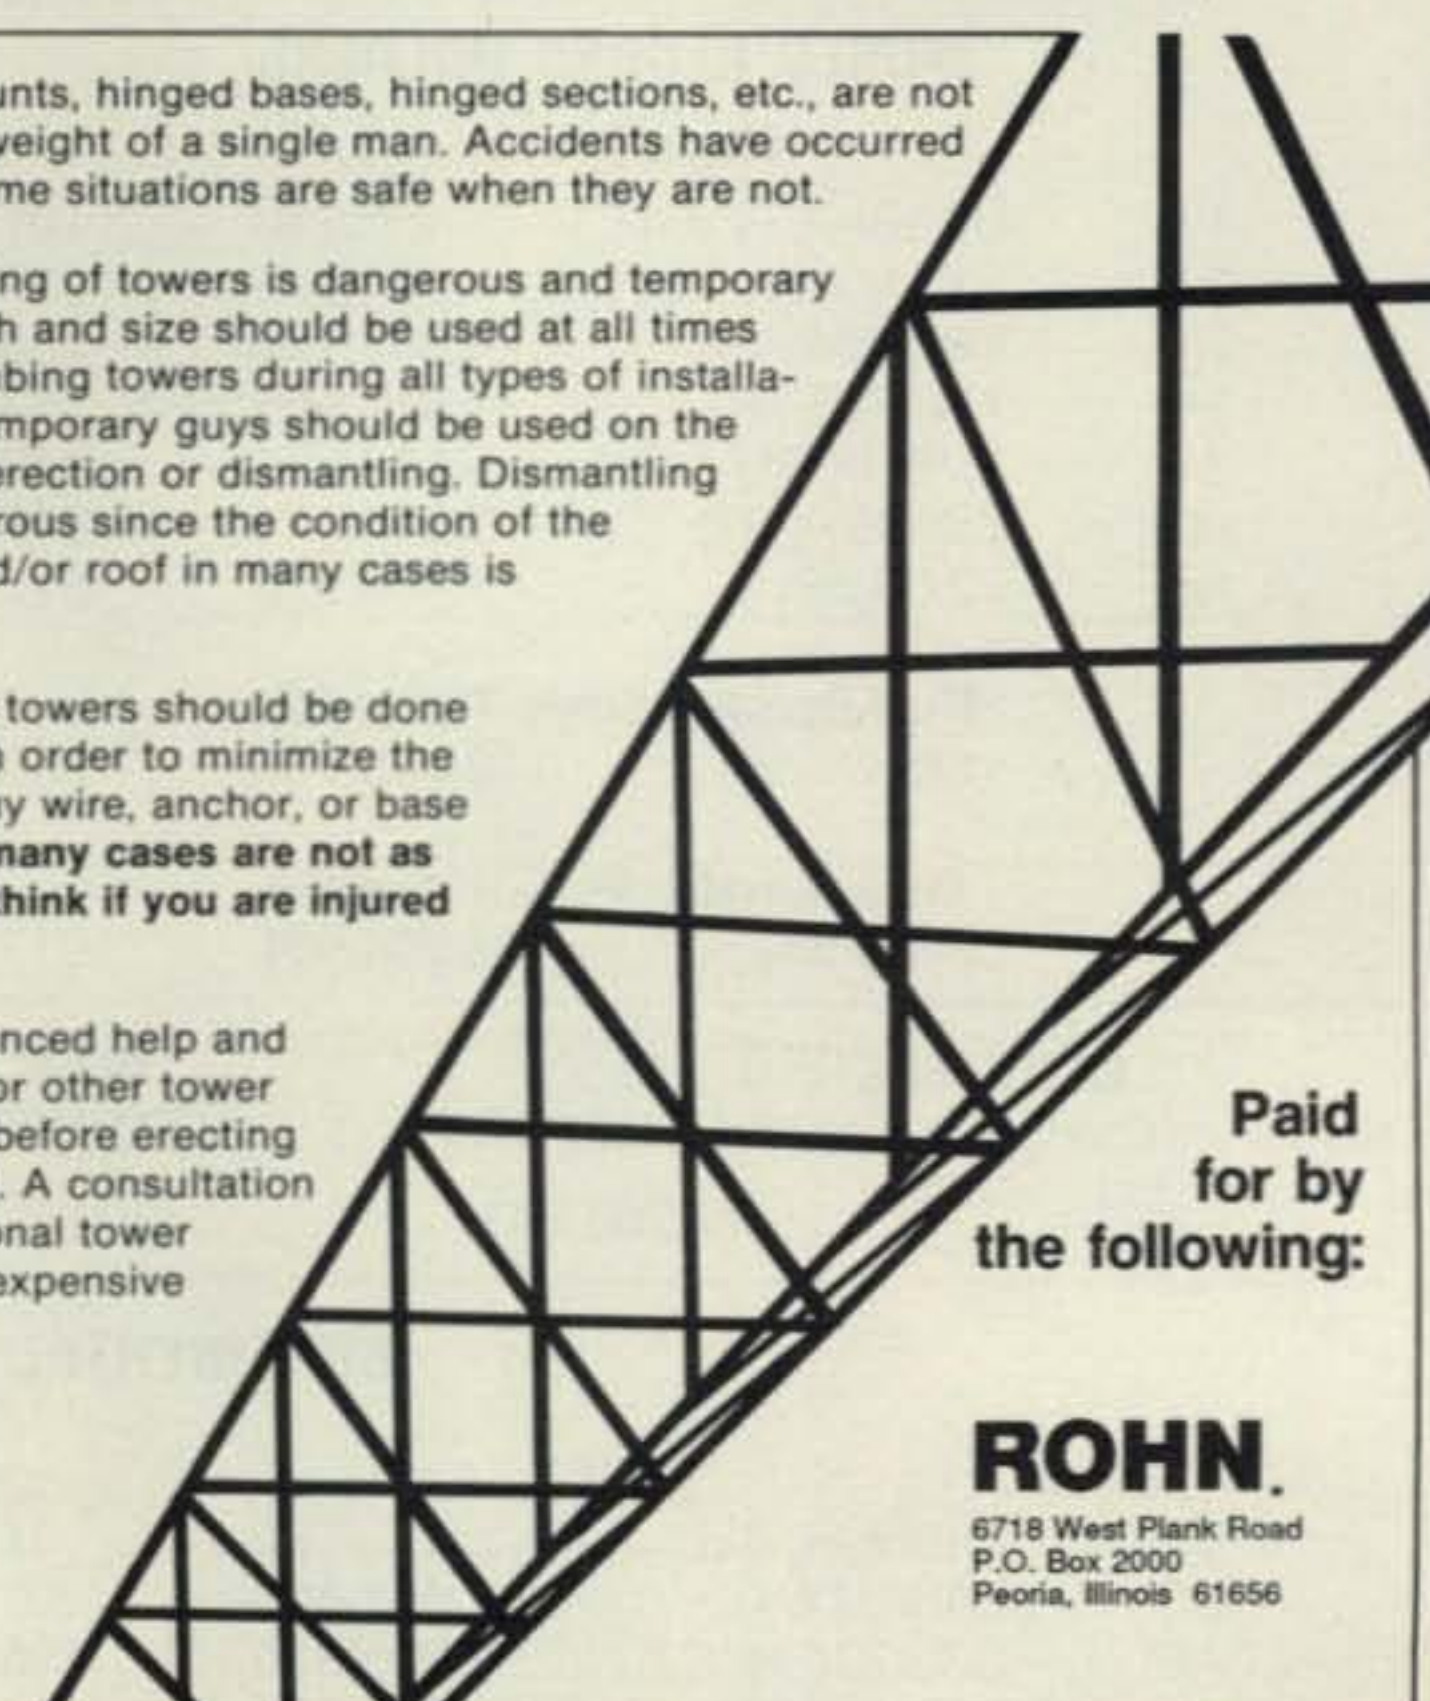 unts, hinged bases, hinged sections, etc., are not
weight of a single man. Accidents have occurred
me situations are safe when they are not.
ng of towers is dangerous and temporary
h and size should be used at all times
bing towers during all types of installa-
mporary guys should be used on the
erection or dismantling. Dismantling
rous since the condition of the
d/or roof in many cases is
towers should be done
n order to minimize the
y wire, anchor, or base
many cases are not as
think if you are injured
nced help and
or other tower
before erecting
. A consultation
onal tower
expensive
Paid
for by
the following:
ROHN.
6718 West Plank Road
P.O. Box 2000
Peoria, Illinois 61656